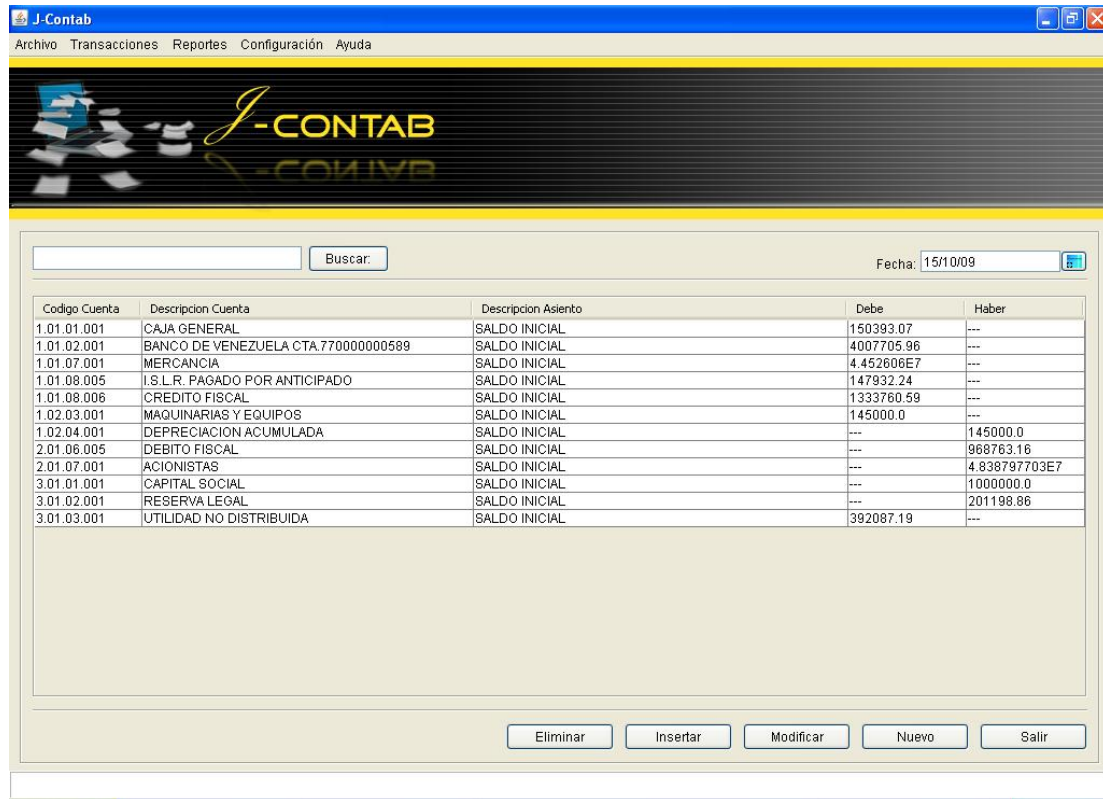 J-Contab
Archivo Transacciones Reportes Configuración Ayuda
J-CONTAB
Buscar: Fecha: 15/10/09
Codigo Cuenta Descripcion Cuenta Descripcion Asiento Debe Haber
1.01.01.001 CAJA GENERAL SALDO INICIAL 150393.07 ---
1.01.02.001 BANCO DE VENEZUELA CTA.770000000589 SALDO INICIAL 4007705.96 ---
1.01.07.001 MERCANCIA SALDO INICIAL 4.452606E7 ---
1.01.08.005 I.S.L.R. PAGADO POR ANTICIPADO SALDO INICIAL 147932.24 ---
1.01.08.006 CREDITO FISCAL SALDO INICIAL 1333760.59 ---
1.02.03.001 MAQUINARIAS Y EQUIPOS SALDO INICIAL 145000.0 ---
1.02.04.001 DEPRECIACION ACUMULADA SALDO INICIAL --- 145000.0
2.01.06.005 DEBITO FISCAL SALDO INICIAL --- 968763.16
2.01.07.001 ACIONISTAS SALDO INICIAL --- 4.838797703E7
3.01.01.001 CAPITAL SOCIAL SALDO INICIAL --- 1000000.0
3.01.02.001 RESERVA LEGAL SALDO INICIAL --- 201198.86
3.01.03.001 UTILIDAD NO DISTRIBUIDA SALDO INICIAL 392087.19 ---
Eliminar Insertar Modificar Nuevo Salir